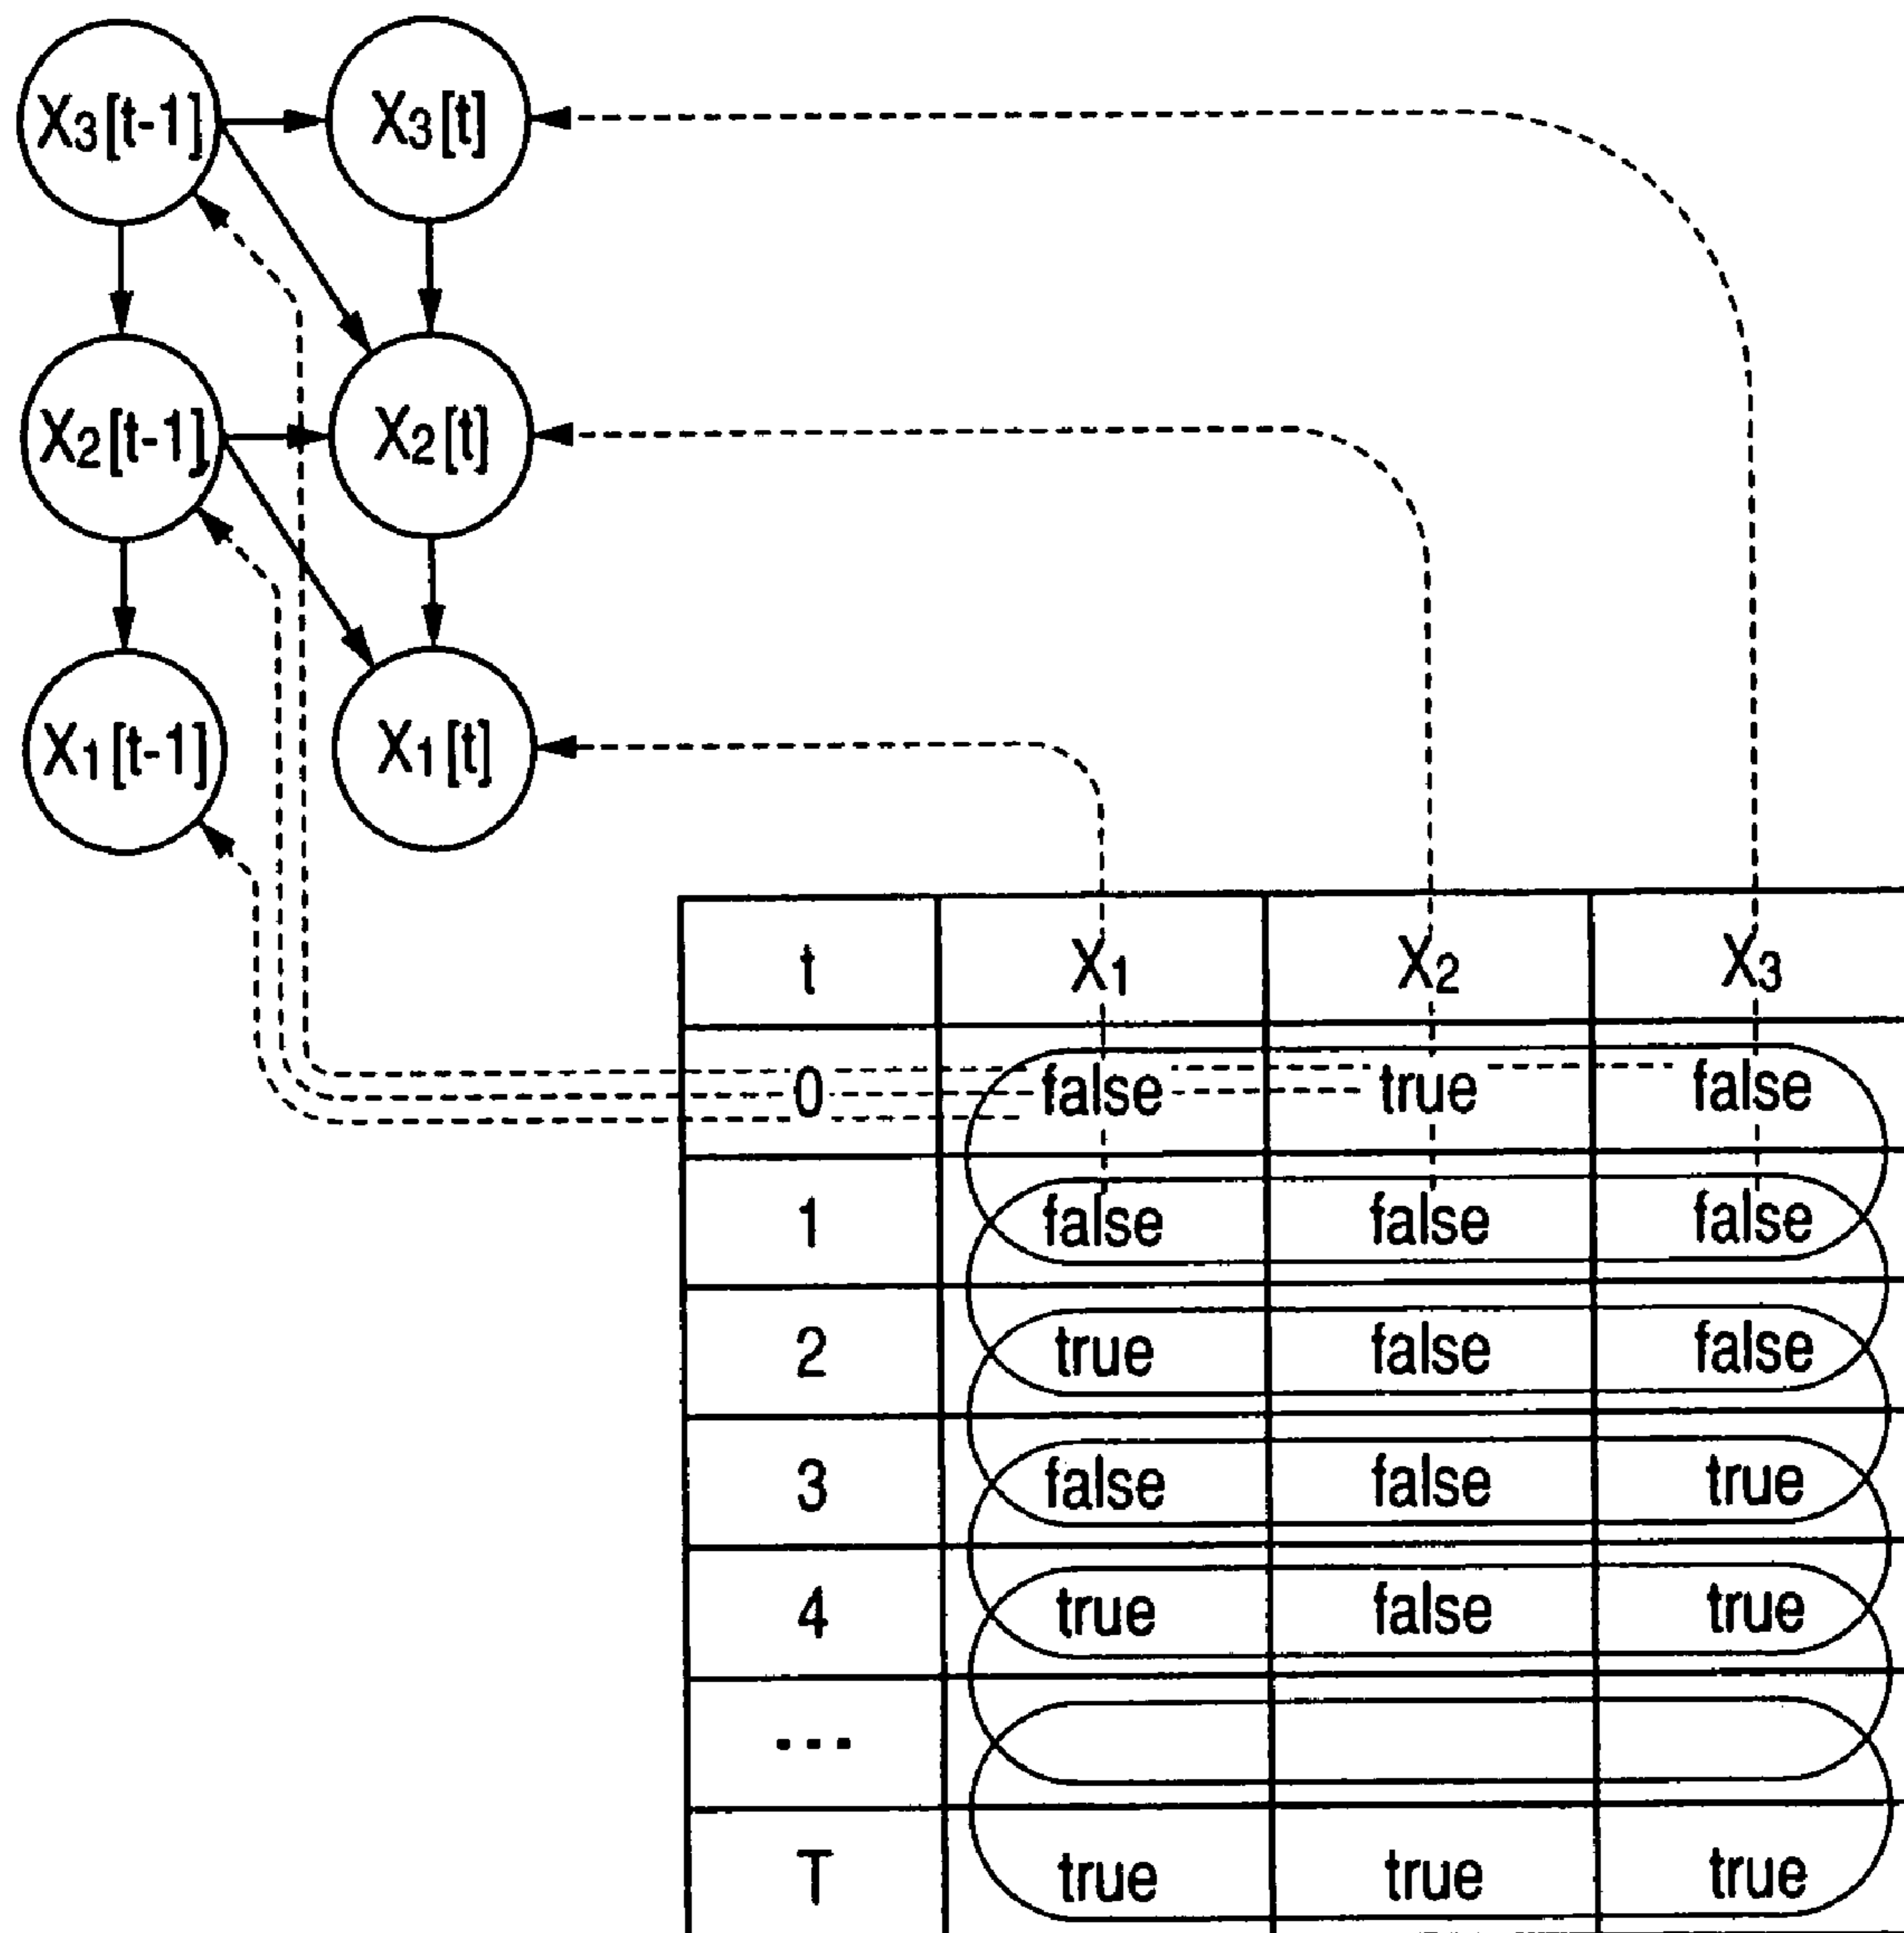 X3[t-1] X3[t]
X2[t-1] X2[t]
X1[t-1] X1[t]
t X1 X2 X3
0 false true false
1 false false false
2 true false false
3 false false true
4 true false true
...
T true true true